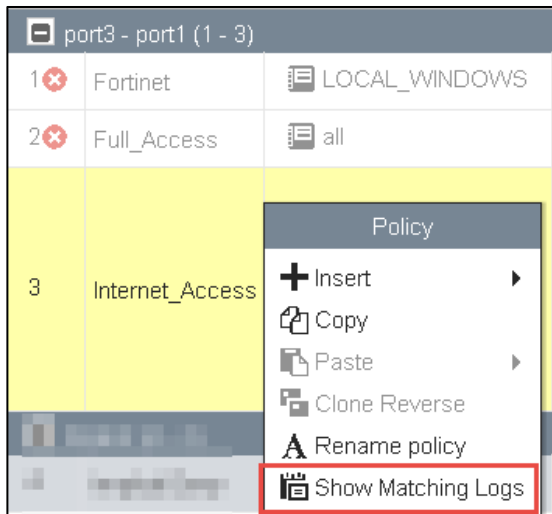 port3 - port1 (1 - 3)
1 Fortinet LOCAL_WINDOWS
2 Full_Access all
3 Internet_Access
Policy
Insert
Copy
Paste
Clone Reverse
Rename policy
Show Matching Logs